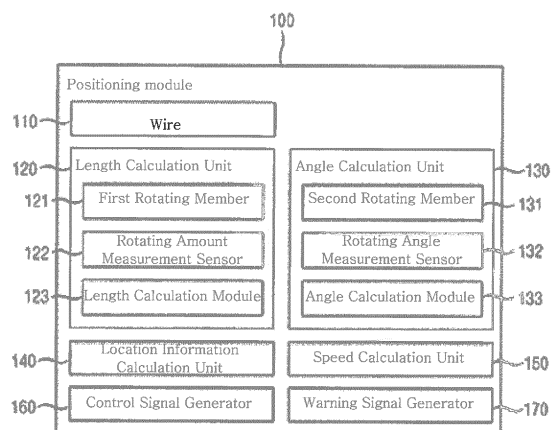 100
Positioning module
110
Wire
120
Length Calculation Unit
121
First Rotating Member
122
Rotating Amount
Measurement Sensor
123
Length Calculation Module
Angle Calculation Unit
130
Second Rotating Member
131
Rotating Angle
Measurement Sensor
132
Angle Calculation Module
133
140
Location Information
Calculation Unit
Speed Calculation Unit
150
160
Control Signal Generator
Warning Signal Generator
170